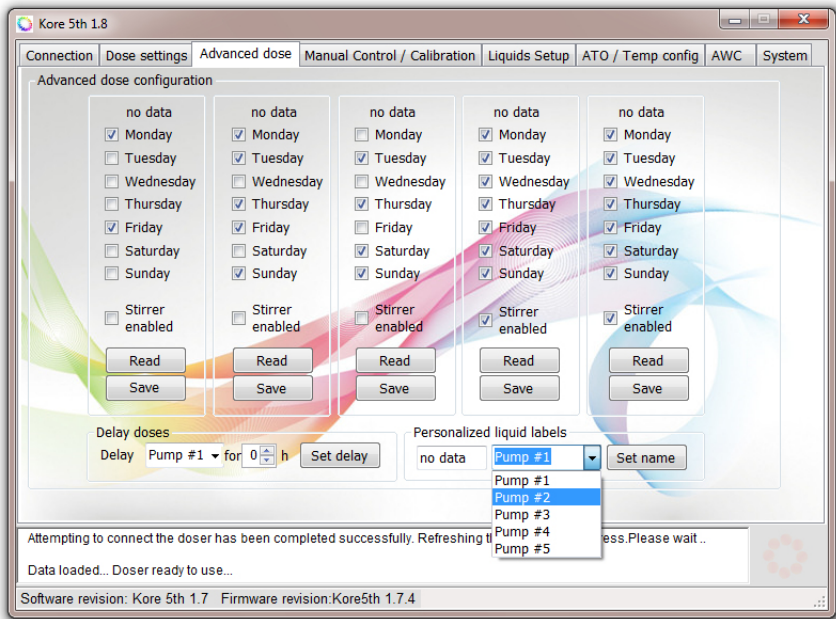 Kore 5th 1.8
Connection Dose settings Advanced dose Manual Control / Calibration Liquids Setup ATO / Temp config AWC System
Advanced dose configuration
no data no data no data no data no data
Monday Monday Monday Monday Monday
Tuesday Tuesday Tuesday Tuesday Tuesday
Wednesday Wednesday Wednesday Wednesday Wednesday
Thursday Thursday Thursday Thursday Thursday
Friday Friday Friday Friday Friday
Saturday Saturday Saturday Saturday Saturday
Sunday Sunday Sunday Sunday Sunday
Stirrer Stirrer Stirrer Stirrer Stirrer
enabled enabled enabled enabled enabled
Read Read Read Read Read
Save Save Save Save Save
Delay doses Personalized liquid labels
Delay Pump #1 for 0 h Set delay no data Pump #1 Set name
Pump #1
Pump #2
Pump #3
Pump #4
Pump #5
Attempting to connect the doser has been completed successfully. Refreshing ress.Please wait ..
Data loaded... Doser ready to use...
Software revision: Kore 5th 1.7 Firmware revision:Kore5th 1.7.4